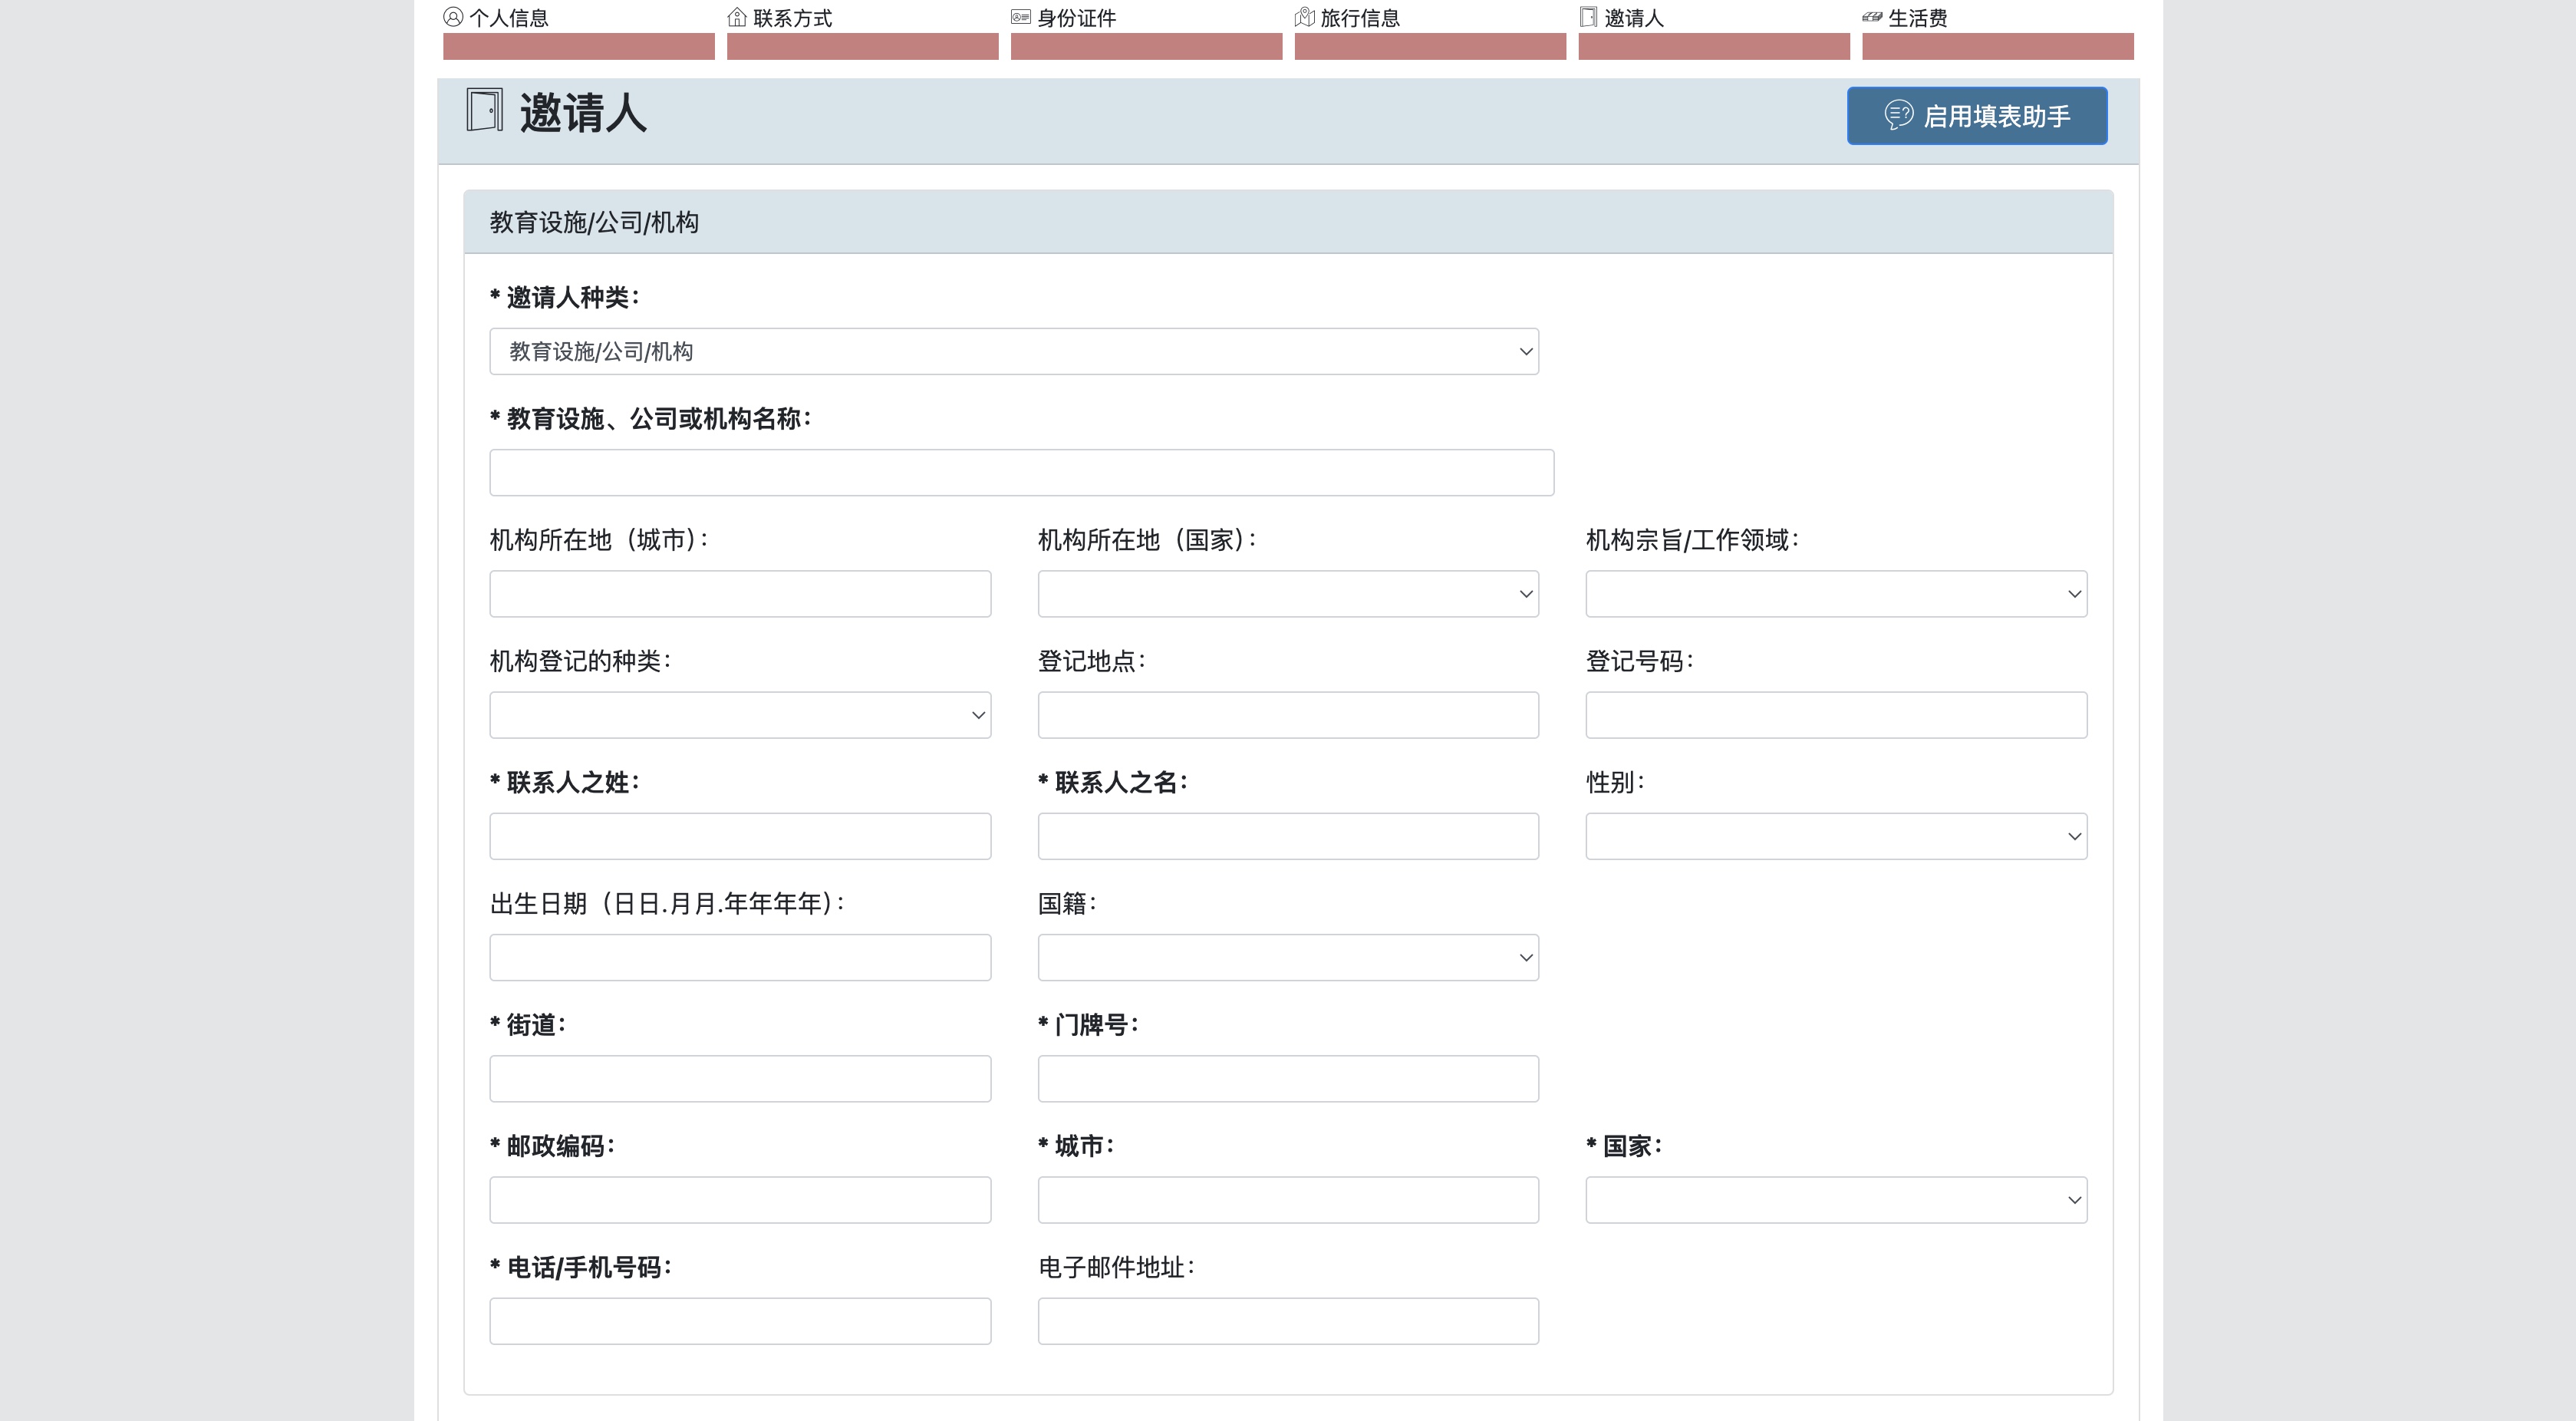 个人信息
联系方式
身份证件
旅行信息
邀请人
生活费
邀请人
启用填表助手
教育设施/公司/机构
* 邀请人种类：
教育设施/公司/机构
* 教育设施、公司或机构名称：
机构所在地（城市）：
机构所在地（国家）：
机构宗旨/工作领域：
机构登记的种类：
登记地点：
登记号码：
* 联系人之姓：
* 联系人之名：
性别：
出生日期（日日.月月.年年年年）：
国籍：
* 街道：
* 门牌号：
* 邮政编码：
* 城市：
* 国家：
* 电话/手机号码：
电子邮件地址：